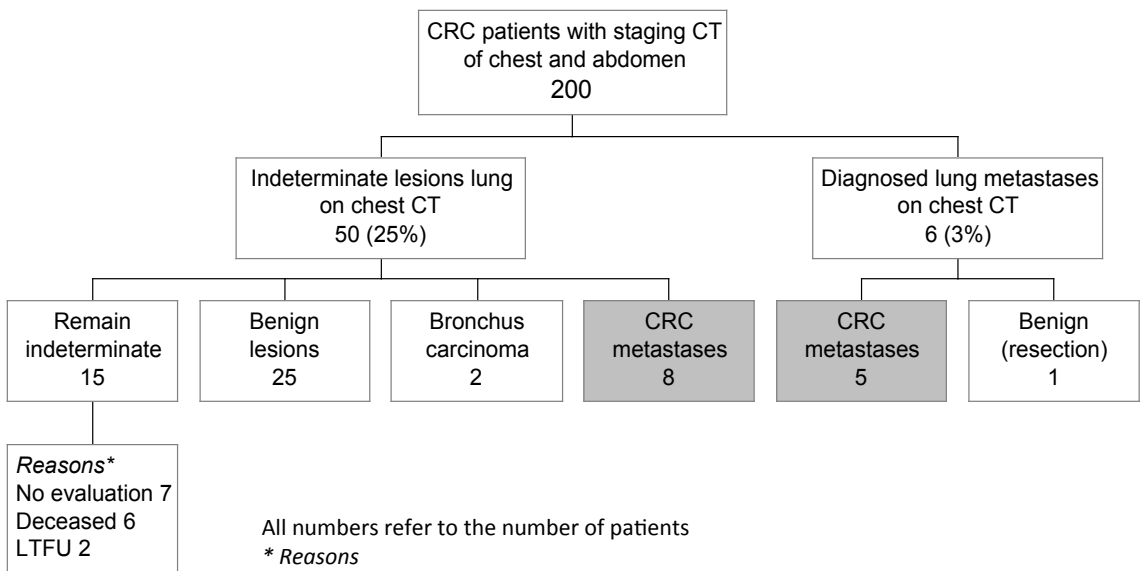 CRC patients with staging CT
of chest and abdomen
200
Indeterminate lesions lung
on chest CT
50 (25%)
Diagnosed lung metastases
on chest CT
6 (3%)
Remain
indeterminate
15
Benign
lesions
25
Bronchus
carcinoma
2
CRC
metastases
8
CRC
metastases
5
Benign
(resection)
1
Reasons*
No evaluation 7
Deceased 6
LTFU 2
All numbers refer to the number of patients
* Reasons